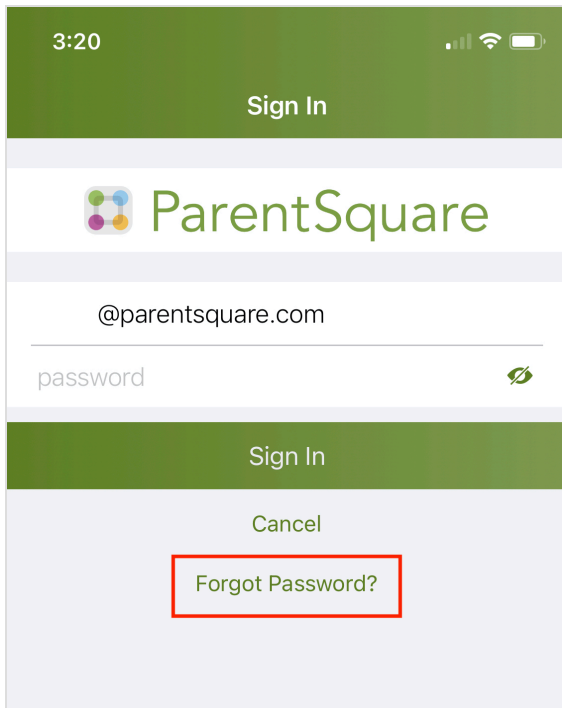 3:20
Sign In
ParentSquare
@parentsquare.com
password
Sign In
Cancel
Forgot Password?